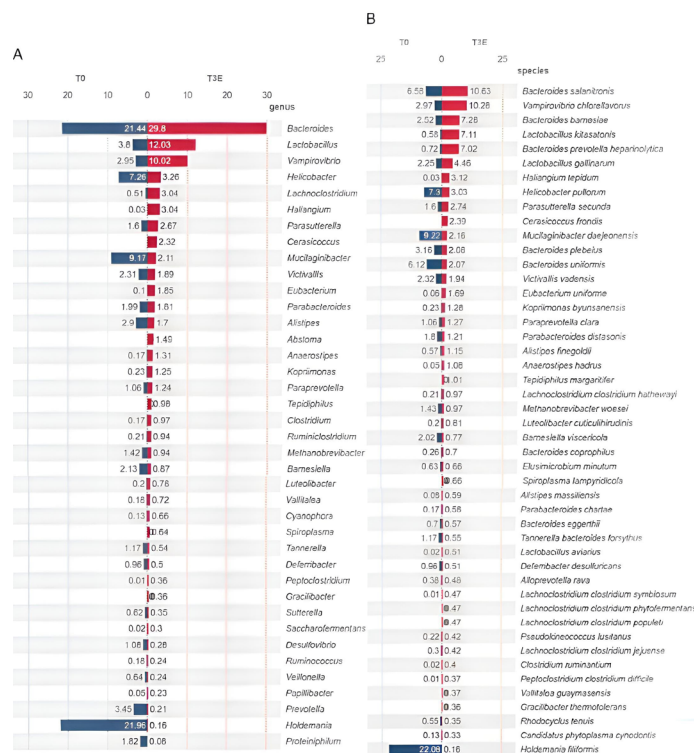 A
T0 T3E
30 20 10 0 10 20 30
genus
21.44 29.8 Bacteroides
3.8 12.03 Lactobacillus
2.95 10.02 Vampirovibrio
7.26 3.26 Helicobacter
0.51 3.04 Lachnoclostridium
0.03 3.04 Haliangium
1.6 2.67 Parasutterella
2.32 Cerasicoccus
9.17 2.11 Mucilaginibacter
2.31 1.89 Victivallis
0.1 1.85 Eubacterium
1.99 1.81 Parabacteroides
2.9 1.7 Alistipes
1.49 Abstoma
0.17 1.31 Anaerostipes
0.23 1.25 Kopriimonas
1.06 1.24 Paraprevotella
0.98 Tepidiphilus
0.17 0.97 Clostridium
0.21 0.94 Ruminiclostridium
1.42 0.94 Methanobrevibacter
2.13 0.87 Barnesiella
0.2 0.78 Luteolibacter
0.18 0.72 Vallitalea
0.13 0.66 Cyanophora
0.64 Spiroplasma
1.17 0.54 Tannerella
0.96 0.5 Deferribacter
0.01 0.36 Peptoclostridium
0.36 Gracilibacter
0.62 0.35 Sutterella
0.02 0.3 Saccharofermentans
1.08 0.28 Desulfovibrio
0.18 0.24 Ruminococcus
0.64 0.24 Veillonella
0.05 0.23 Papillibacter
3.45 0.21 Prevotella
21.96 0.16 Holdemania
1.82 0.08 Proteiniphilum
B
T0 T3E
25 0 25
species
6.58 10.63 Bacteroides salanitronis
2.97 10.28 Vampirovibrio chlorellavorus
2.52 7.28 Bacteroides barnesiae
0.58 7.11 Lactobacillus kitasatonis
0.72 7.02 Bacteroides prevotella heparinolytica
2.25 4.46 Lactobacillus gallinarum
0.03 3.12 Haliangium tepidum
7.3 3.03 Helicobacter pullorum
1.6 2.74 Parasutterella secunda
2.39 Cerasicoccus frondis
9.22 2.16 Mucilaginibacter daejeonensis
3.16 2.08 Bacteroides plebeius
6.12 2.07 Bacteroides uniformis
2.32 1.94 Victivallis vadensis
0.06 1.69 Eubacterium uniforme
0.23 1.28 Kopriimonas byunsanensis
1.06 1.27 Paraprevotella clara
1.8 1.21 Parabacteroides distasonis
0.57 1.15 Alistipes finegoldii
0.05 1.08 Anaerostipes hadrus
1.01 Tepidiphilus margaritifer
0.21 0.97 Lachnoclostridium clostridium hathewayi
1.43 0.97 Methanobrevibacter woesei
0.2 0.81 Luteolibacter cuticulihirudinis
2.02 0.77 Barnesiella viscericola
0.26 0.7 Bacteroides coprophilus
0.63 0.66 Elusimicrobium minutum
0.66 Spiroplasma lampyridicola
0.08 0.59 Alistipes massiliensis
0.17 0.58 Parabacteroides chartae
0.7 0.57 Bacteroides eggerthii
1.17 0.55 Tannerella bacteroides forsythus
0.02 0.51 Lactobacillus aviarius
0.96 0.51 Deferribacter desulfuricans
0.38 0.48 Alloprevotella rava
0.01 0.47 Lachnoclostridium clostridium symbiosum
0.47 Lachnoclostridium clostridium phytofermentans
0.47 Lachnoclostridium clostridium populeti
0.22 0.42 Pseudokineococcus lusitanus
0.3 0.42 Lachnoclostridium clostridium jejuense
0.02 0.4 Clostridium ruminantium
0.01 0.37 Peptoclostridium clostridium difficile
0.37 Vallitalea guaymasensis
0.36 Gracilibacter thermotolerans
0.55 0.35 Rhodocyclus tenuis
0.13 0.33 Candidatus phytoplasma cynodontis
22.08 0.16 Holdemania filiformis